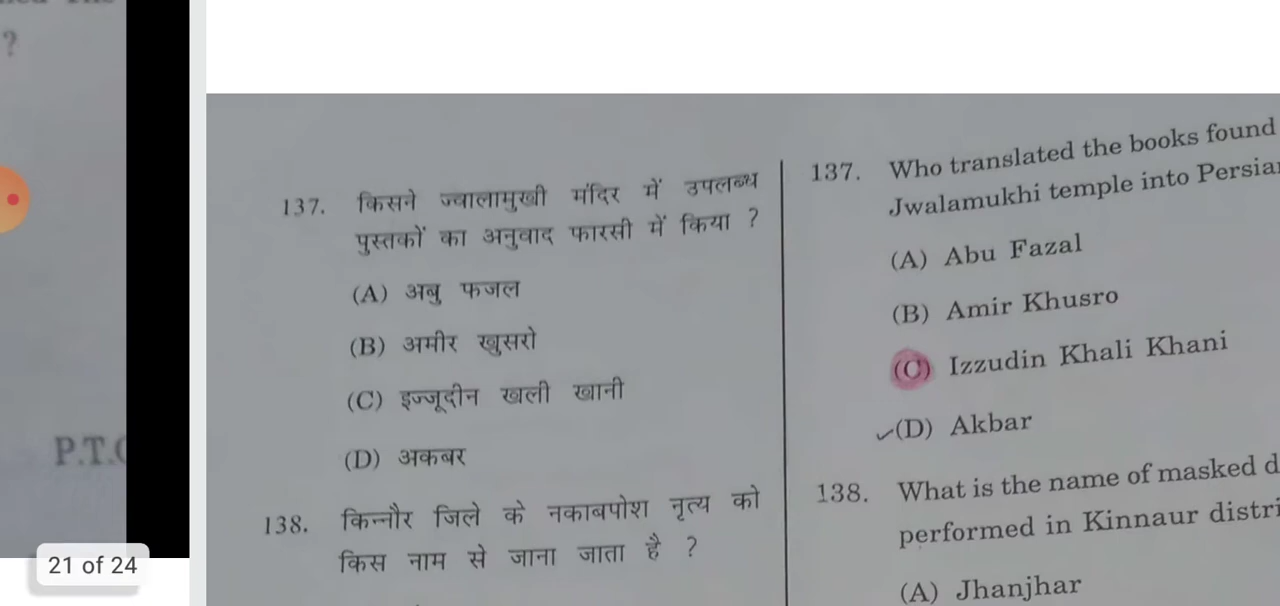 ?
P.T.
21 of 24
137. किसने ज्वालामुखी मंदिर में उपलब्ध
पुस्तकों का अनुवाद फारसी में किया ?
(A) अबु फजल
(B) अमीर खुसरो
(C) इज्जूदीन खली खानी
(D) अकबर
138. किन्नौर जिले के नकाबपोश नृत्य को
किस नाम से जाना जाता है ?
137. Who translated the books found
Jwalamukhi temple into Persia
(A) Abu Fazal
(B) Amir Khusro
(C) Izzudin Khali Khani
(D) Akbar
138. What is the name of masked d
performed in Kinnaur distri
(A) Jhanjhar